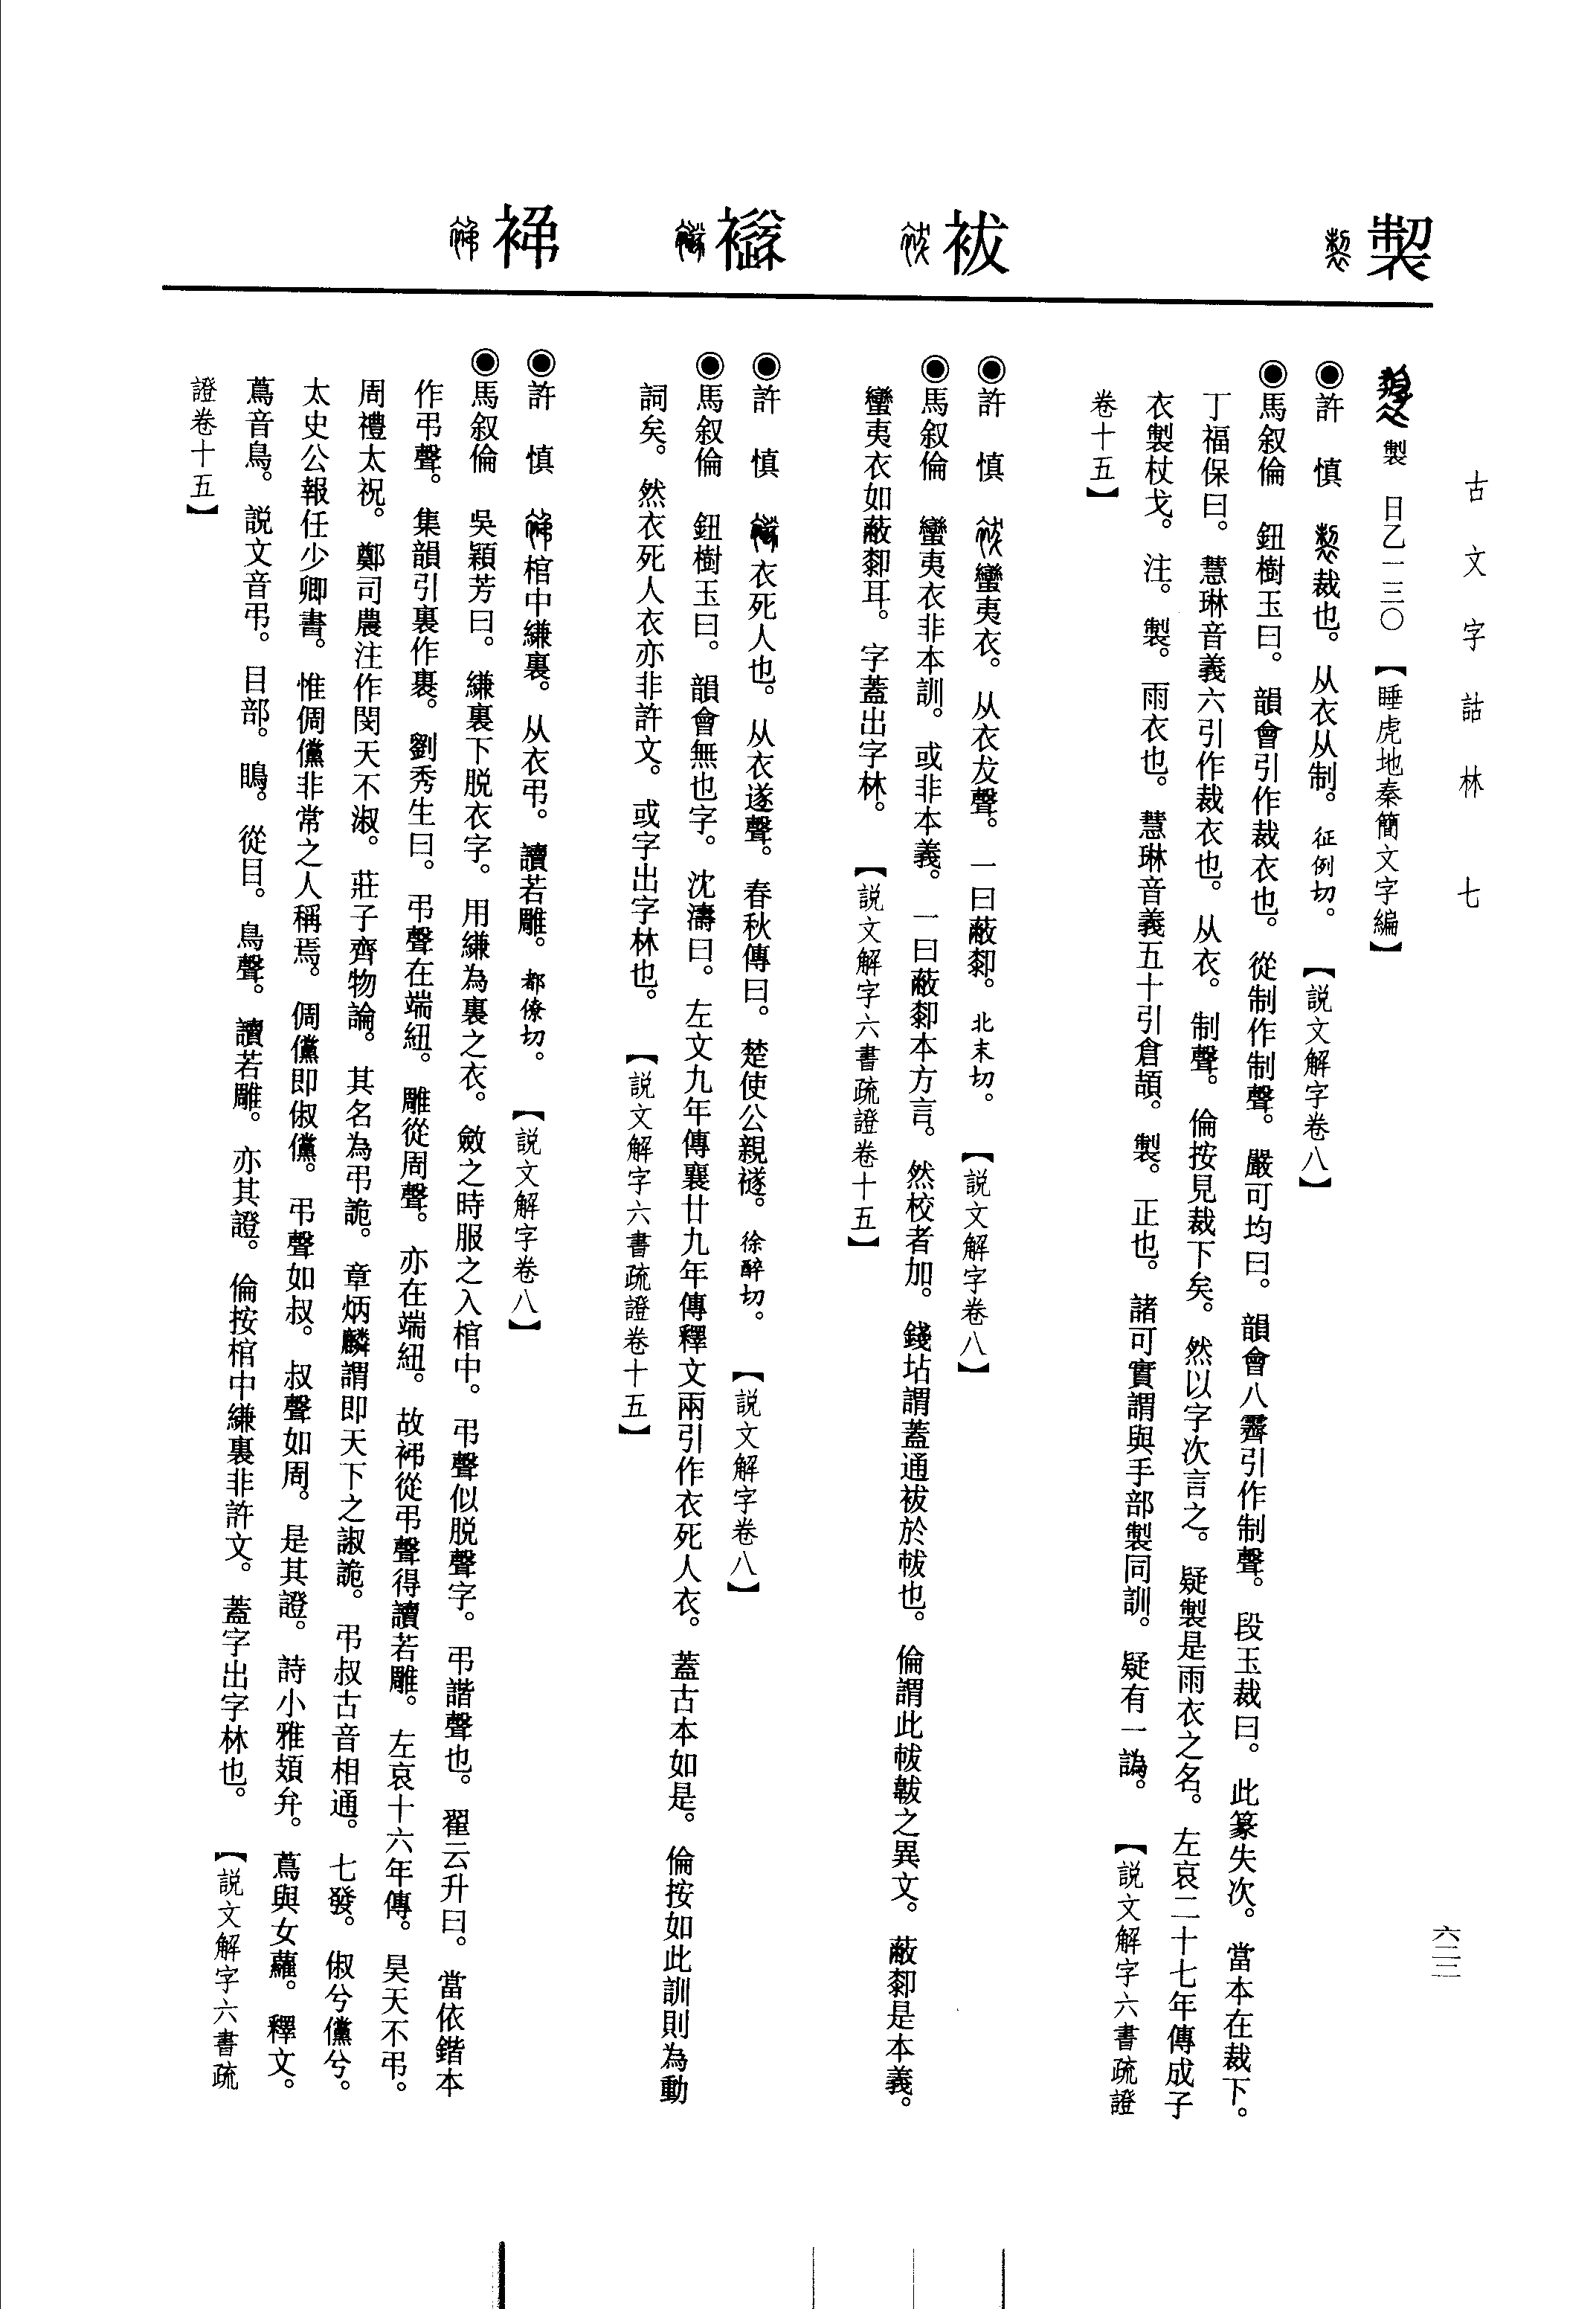 古文字詁林　七
六二二
製
製　日乙一三〇　【睡虎地秦簡文字編】
◉許　慎　裁也。从衣从制。征例切。　【説文解字卷八】
◉馬叙倫　鈕樹玉曰。韻會引作裁衣也。從制作制聲。嚴可均曰。韻會八霽引作制聲。段玉裁曰。此篆失次。當本在裁下。
丁福保曰。慧琳音義六引作裁衣也。从衣。制聲。倫按見裁下矣。然以字次言之。疑製是雨衣之名。左哀二十七年傳成子
衣製杖戈。注。製。雨衣也。慧琳音義五十引倉頡。製。正也。諸可寶謂與手部製同訓。疑有一譌。　【説文解字六書疏證
卷十五】
袚
◉許　慎　蠻夷衣。从衣犮聲。一曰蔽厀。北末切。　【説文解字卷八】
◉馬叙倫　蠻夷衣非本訓。或非本義。一曰蔽厀本方言。然校者加。錢坫謂蓋通袚於帗也。倫謂此帗韍之異文。蔽厀是本義。
蠻夷衣如蔽厀耳。字蓋出字林。　【説文解字六書疏證卷十五】
襚
◉許　慎　衣死人也。从衣遂聲。春秋傳曰。楚使公親襚。徐醉切。　【説文解字卷八】
◉馬叙倫　鈕樹玉曰。韻會無也字。沈濤曰。左文九年傳襄廿九年傳釋文兩引作衣死人衣。蓋古本如是。倫按如此訓則為動
詞矣。然衣死人衣亦非許文。或字出字林也。　【説文解字六書疏證卷十五】
䘟
◉許　慎　棺中縑裏。从衣弔。讀若雕。都僚切。　【説文解字卷八】
◉馬叙倫　吳穎芳曰。縑裏下脱衣字。用縑為裏之衣。斂之時服之入棺中。弔聲似脱聲字。弔諧聲也。翟云升曰。當依鍇本
作弔聲。集韻引裏作裹。劉秀生曰。弔聲在端紐。雕從周聲。亦在端紐。故䘟從弔聲得讀若雕。左哀十六年傳。旻天不弔。
周禮太祝。鄭司農注作閔天不淑。莊子齊物論。其名為弔詭。章炳麟謂即天下之諔詭。弔叔古音相通。七發。俶兮儻兮。
太史公報任少卿書。惟倜儻非常之人稱焉。倜儻即俶儻。弔聲如叔。叔聲如周。是其證。詩小雅頍弁。蔦與女蘿。釋文。
蔦音鳥。説文音弔。目部。瞗。從目。鳥聲。讀若雕。亦其證。倫按棺中縑裏非許文。蓋字出字林也。　【説文解字六書疏
證卷十五】